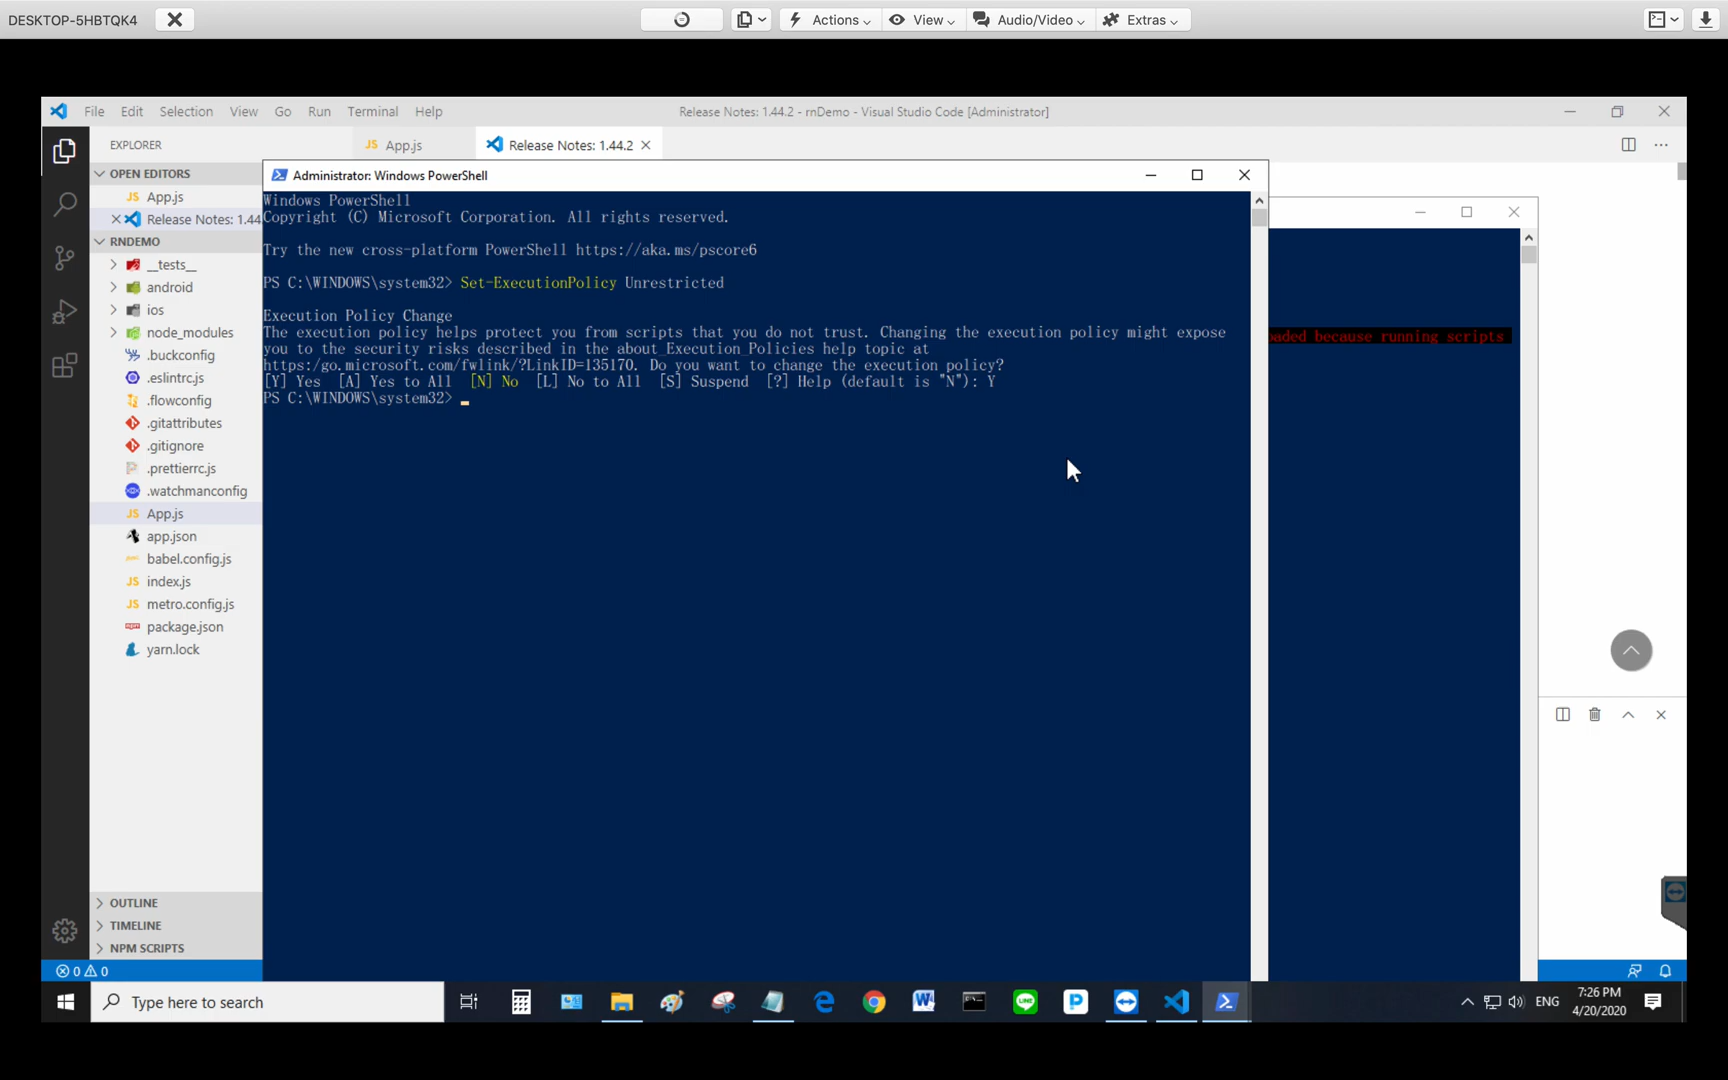 DESKTOP-5HBTQK4
Actions
View
Audio/Video
Extras
File Edit Selection View Go Run Terminal Help
Release Notes: 1.44.2 - rnDemo - Visual Studio Code [Administrator]
EXPLORER
JS App.js
Release Notes: 1.44.2
OPEN EDITORS
JS App.js
Release Notes: 1.44
RNDEMO
__tests__
android
ios
node_modules
.buckconfig
.eslintrc.js
.flowconfig
.gitattributes
.gitignore
.prettierrc.js
.watchmanconfig
JS App.js
app.json
babel.config.js
JS index.js
JS metro.config.js
package.json
yarn.lock
OUTLINE
TIMELINE
NPM SCRIPTS
0 0
Administrator: Windows PowerShell
Windows PowerShell
Copyright (C) Microsoft Corporation. All rights reserved.
Try the new cross-platform PowerShell https://aka.ms/pscore6
PS C:\WINDOWS\system32> Set-ExecutionPolicy Unrestricted
Execution Policy Change
The execution policy helps protect you from scripts that you do not trust. Changing the execution policy might expose
you to the security risks described in the about_Execution_Policies help topic at
https:/go.microsoft.com/fwlink/?LinkID=135170. Do you want to change the execution policy?
[Y] Yes [A] Yes to All [N] No [L] No to All [S] Suspend [?] Help (default is "N"): Y
PS C:\WINDOWS\system32>
oaded because running scripts
Type here to search
ENG
7:26 PM
4/20/2020